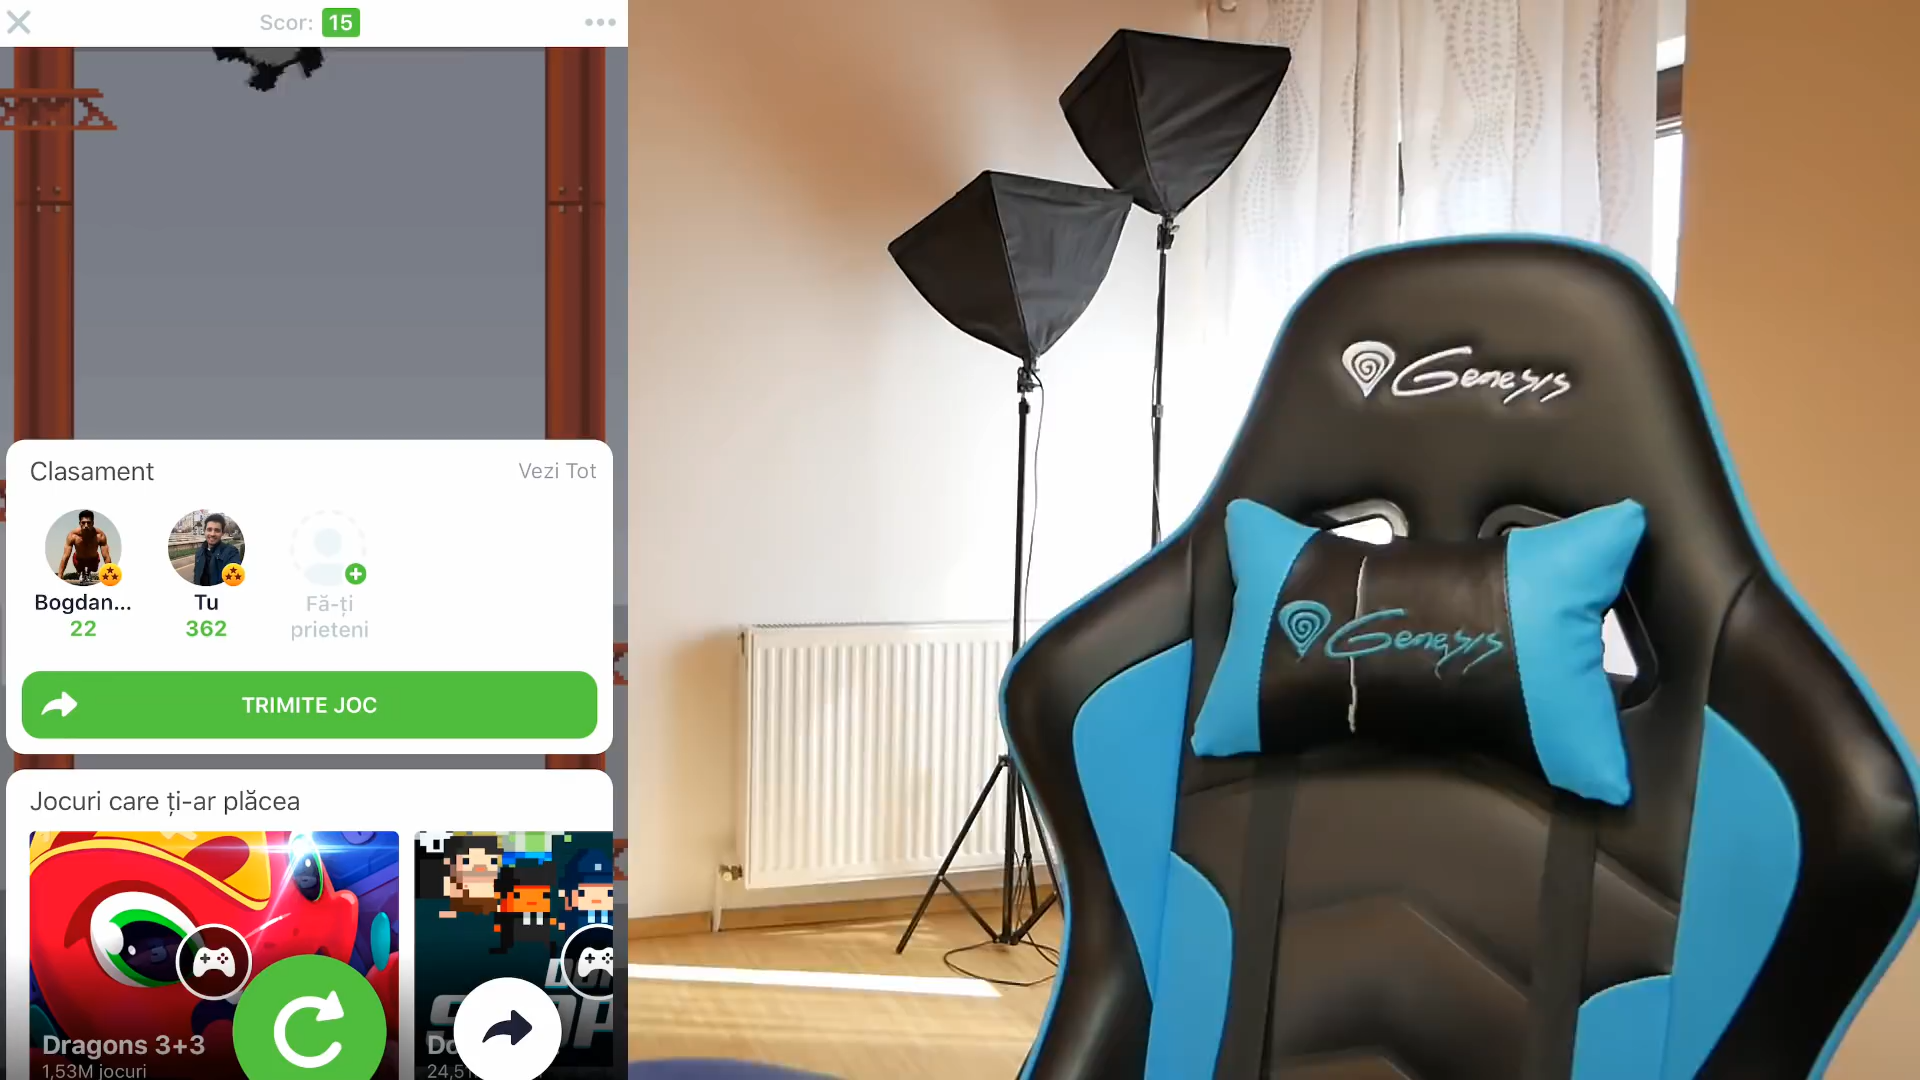 Scor: 15
Clasament
Vezi Tot
Bogdan...
22
Tu
362
Fă-ți
prieteni
TRIMITE JOC
Jocuri care ți-ar plăcea
Dragons 3+3
1,53M jocuri
Genesis
Genesis